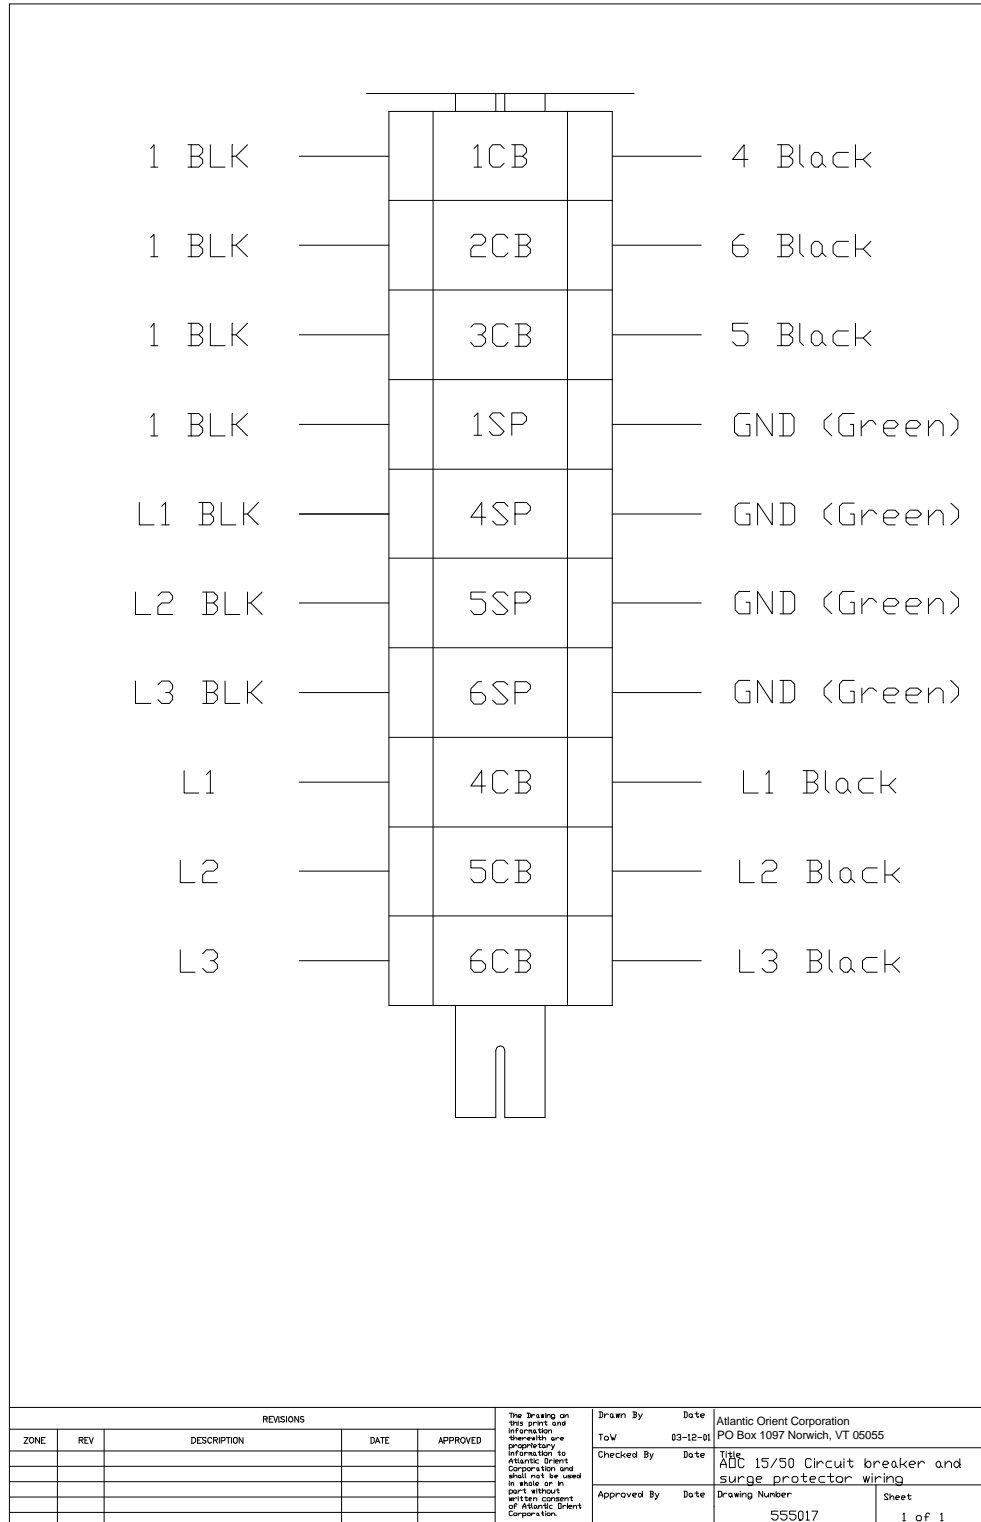 1 BLK 1CB 4 Black
1 BLK 2CB 6 Black
1 BLK 3CB 5 Black
1 BLK 1SP GND (Green)
L1 BLK 4SP GND (Green)
L2 BLK 5SP GND (Green)
L3 BLK 6SP GND (Green)
L1 4CB L1 Black
L2 5CB L2 Black
L3 6CB L3 Black
REVISIONS
ZONE REV DESCRIPTION DATE APPROVED
The Drawing on
this print and
information
therewith are
proprietary
information to
Atlantic Orient
Corporation and
shall not be used
in whole or in
part without
written consent
of Atlantic Orient
Corporation.
Drawn By Date
ToW 03-12-01
Checked By Date
Approved By Date
Atlantic Orient Corporation
PO Box 1097 Norwich, VT 05055
Title
AOC 15/50 Circuit breaker and
surge protector wiring
Drawing Number
555017
Sheet
1 of 1